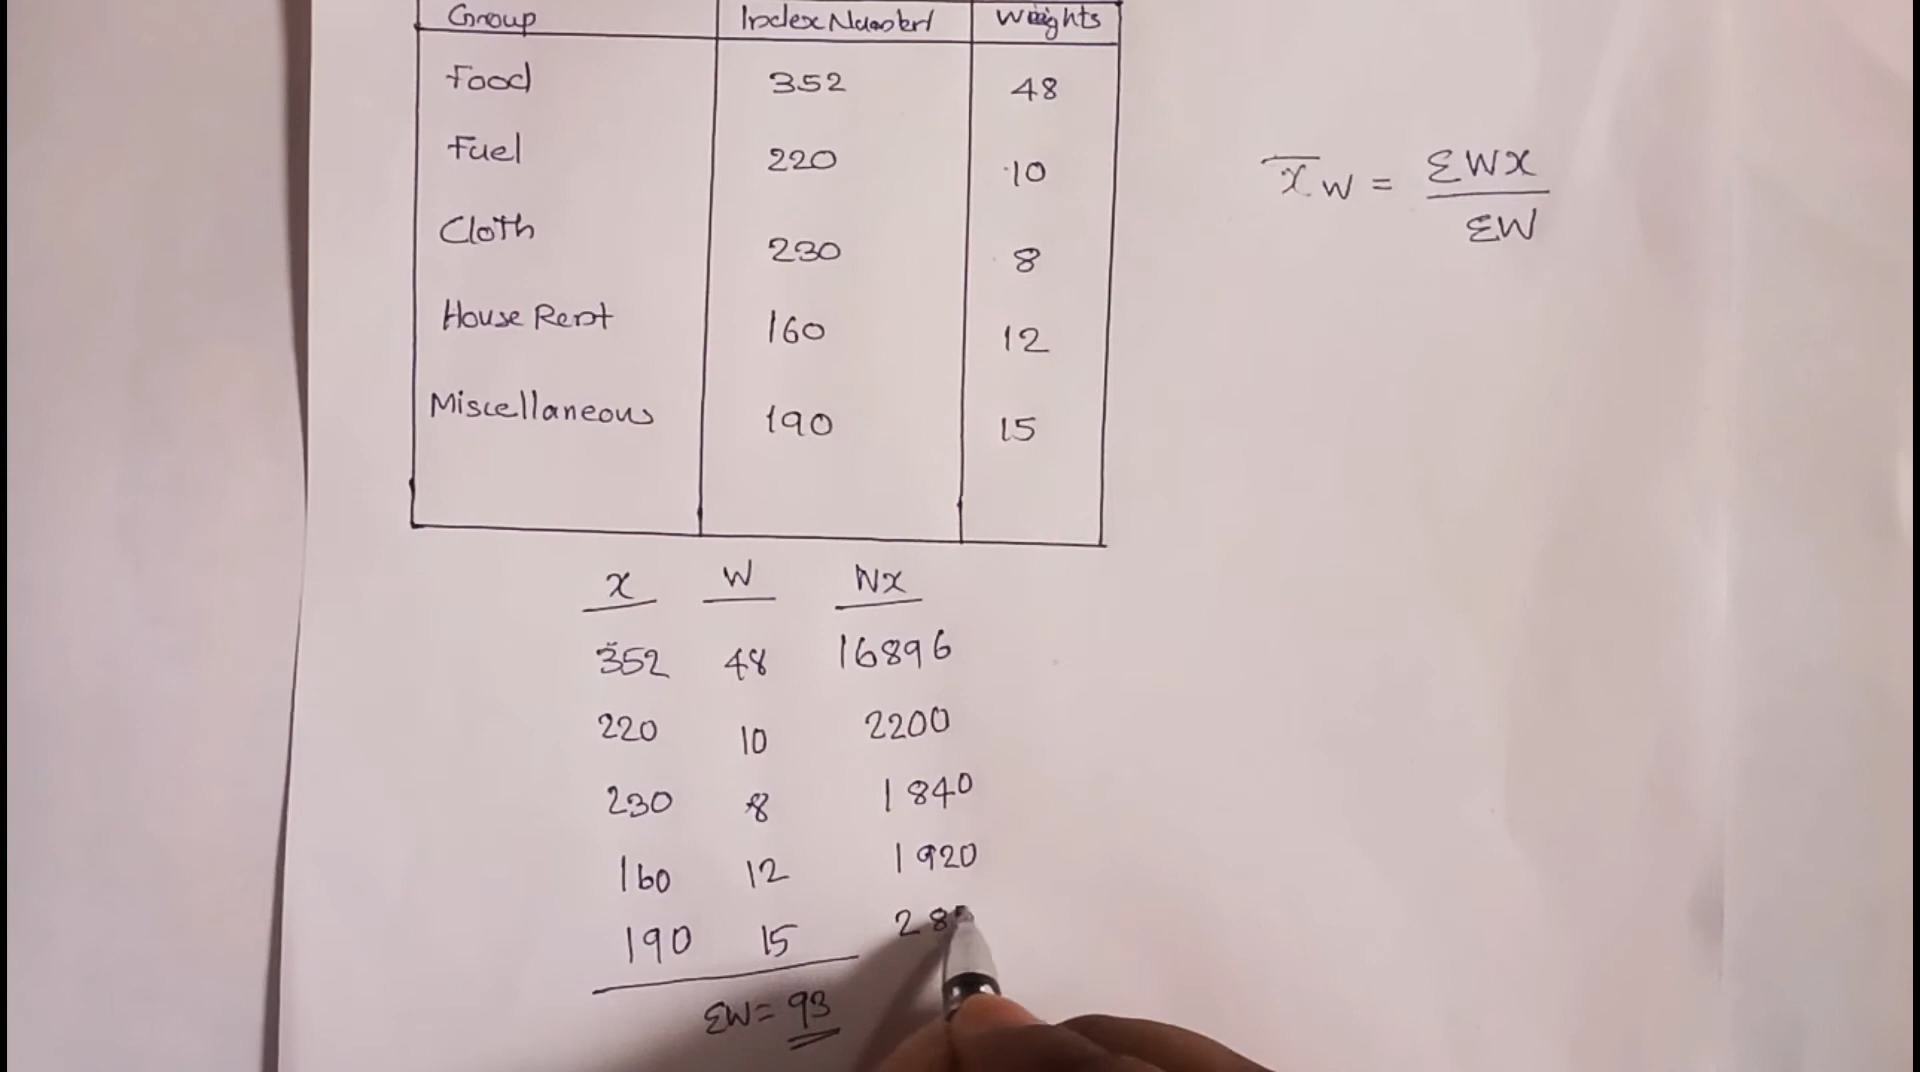 Group Index Number Weights
Food 352 48
Fuel 220 10
Cloth 230 8
House Rent 160 12
Miscellaneous 190 15
x̄w = ΣWx / ΣW
x W Wx
352 48 16896
220 10 2200
230 8 1840
160 12 1920
190 15 28
ΣW = 93